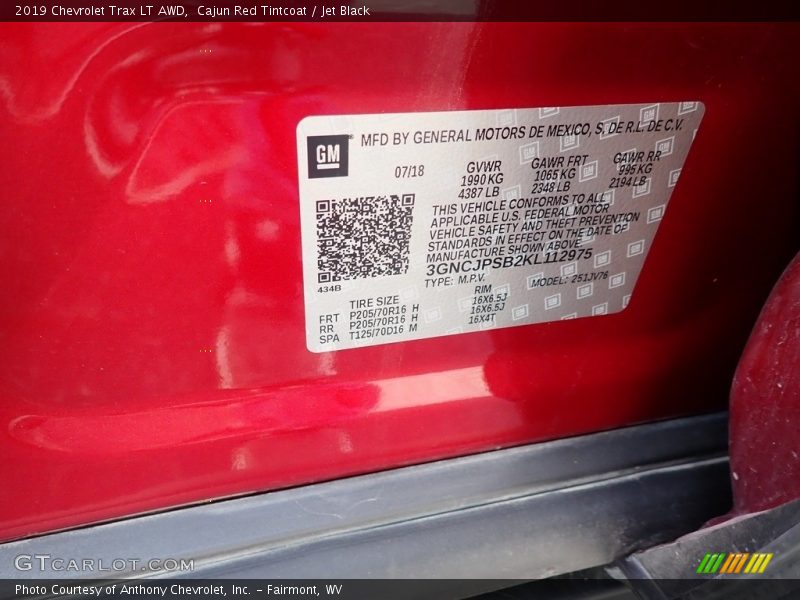 2019 Chevrolet Trax LT AWD, Cajun Red Tintcoat / Jet Black
GM
MFD BY GENERAL MOTORS DE MEXICO, S. DE R.L. DE C.V.
07/18
GVWR GAWR FRT GAWR RR
1990 KG 1065 KG 995 KG
4387 LB 2348 LB 2194 LB
THIS VEHICLE CONFORMS TO ALL
APPLICABLE U.S. FEDERAL MOTOR
VEHICLE SAFETY AND THEFT PREVENTION
STANDARDS IN EFFECT ON THE DATE OF
MANUFACTURE SHOWN ABOVE
3GNCJPSB2KL112975
434B
TYPE: M.P.V. MODEL: 251JV76
TIRE SIZE RIM
FRT P205/70R16 H 16X6.5J
RR P205/70R16 H 16X6.5J
SPA T125/70D16 M 16X4T
GTCARLOT.COM
Photo Courtesy of Anthony Chevrolet, Inc. – Fairmont, WV